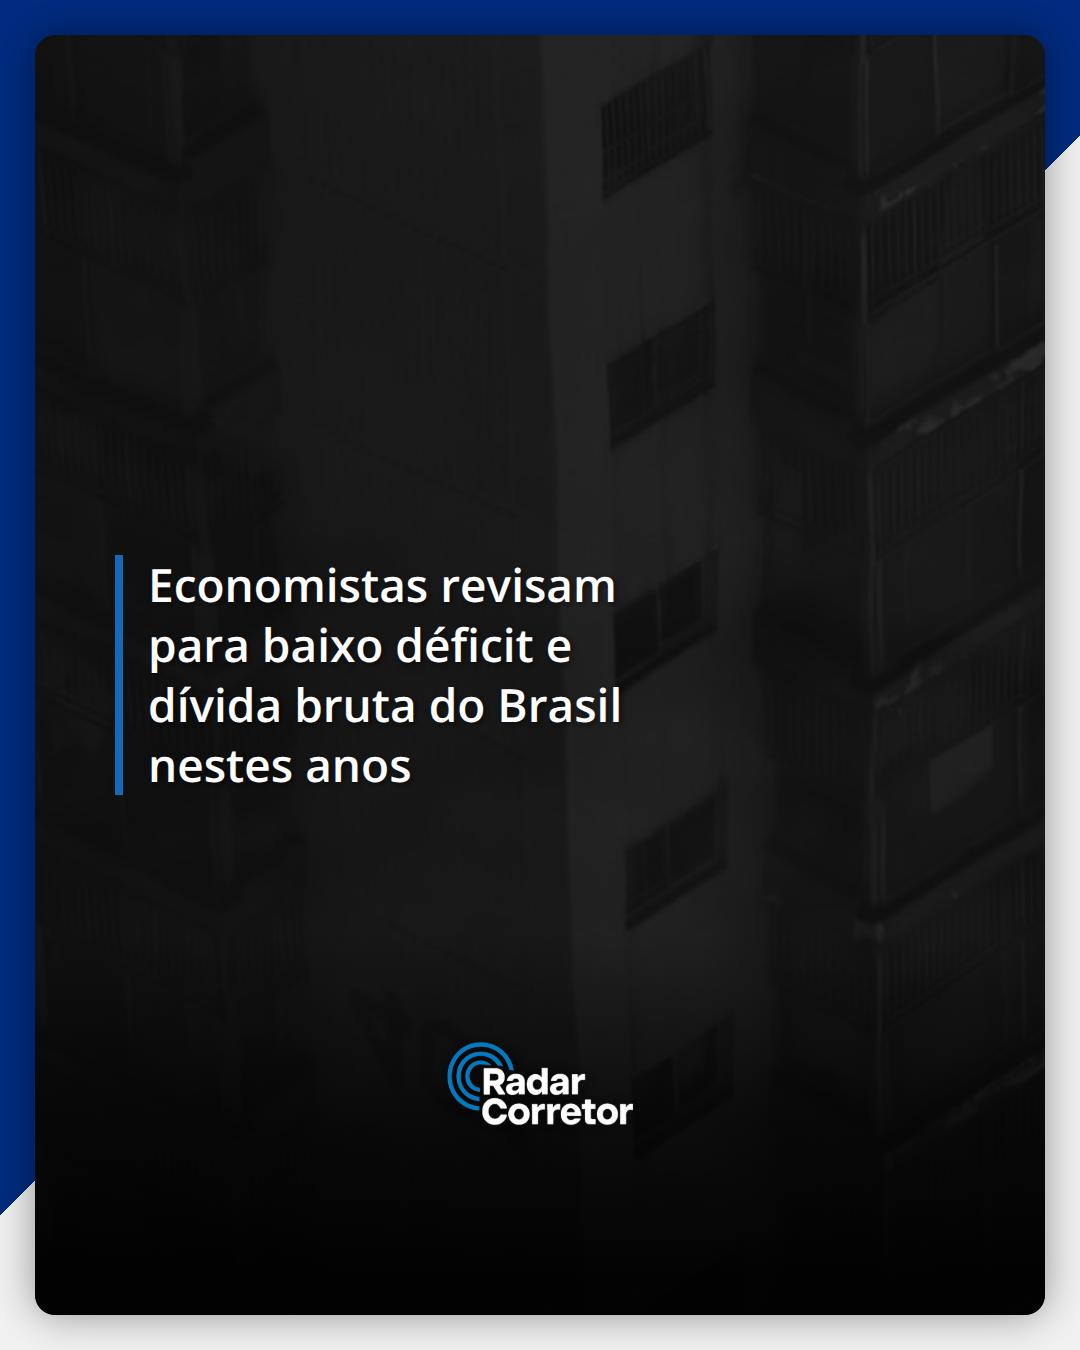 Economistas revisam
para baixo déficit e
dívida bruta do Brasil
nestes anos
Radar
Corretor